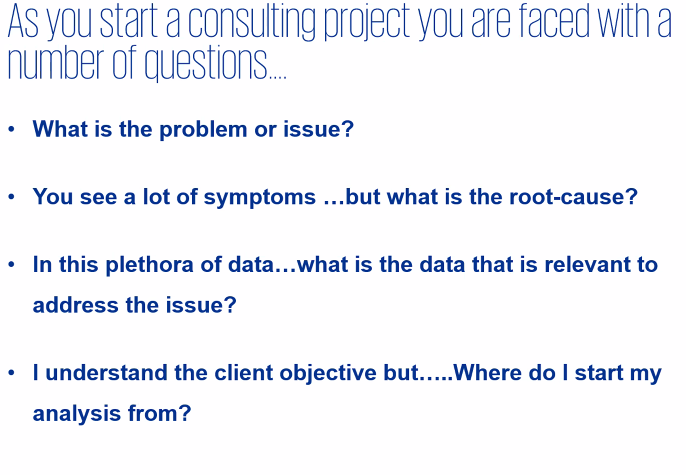 As you start a consulting project you are faced with a
number of questions....
• What is the problem or issue?
• You see a lot of symptoms …but what is the root-cause?
• In this plethora of data…what is the data that is relevant to
address the issue?
• I understand the client objective but…..Where do I start my
analysis from?